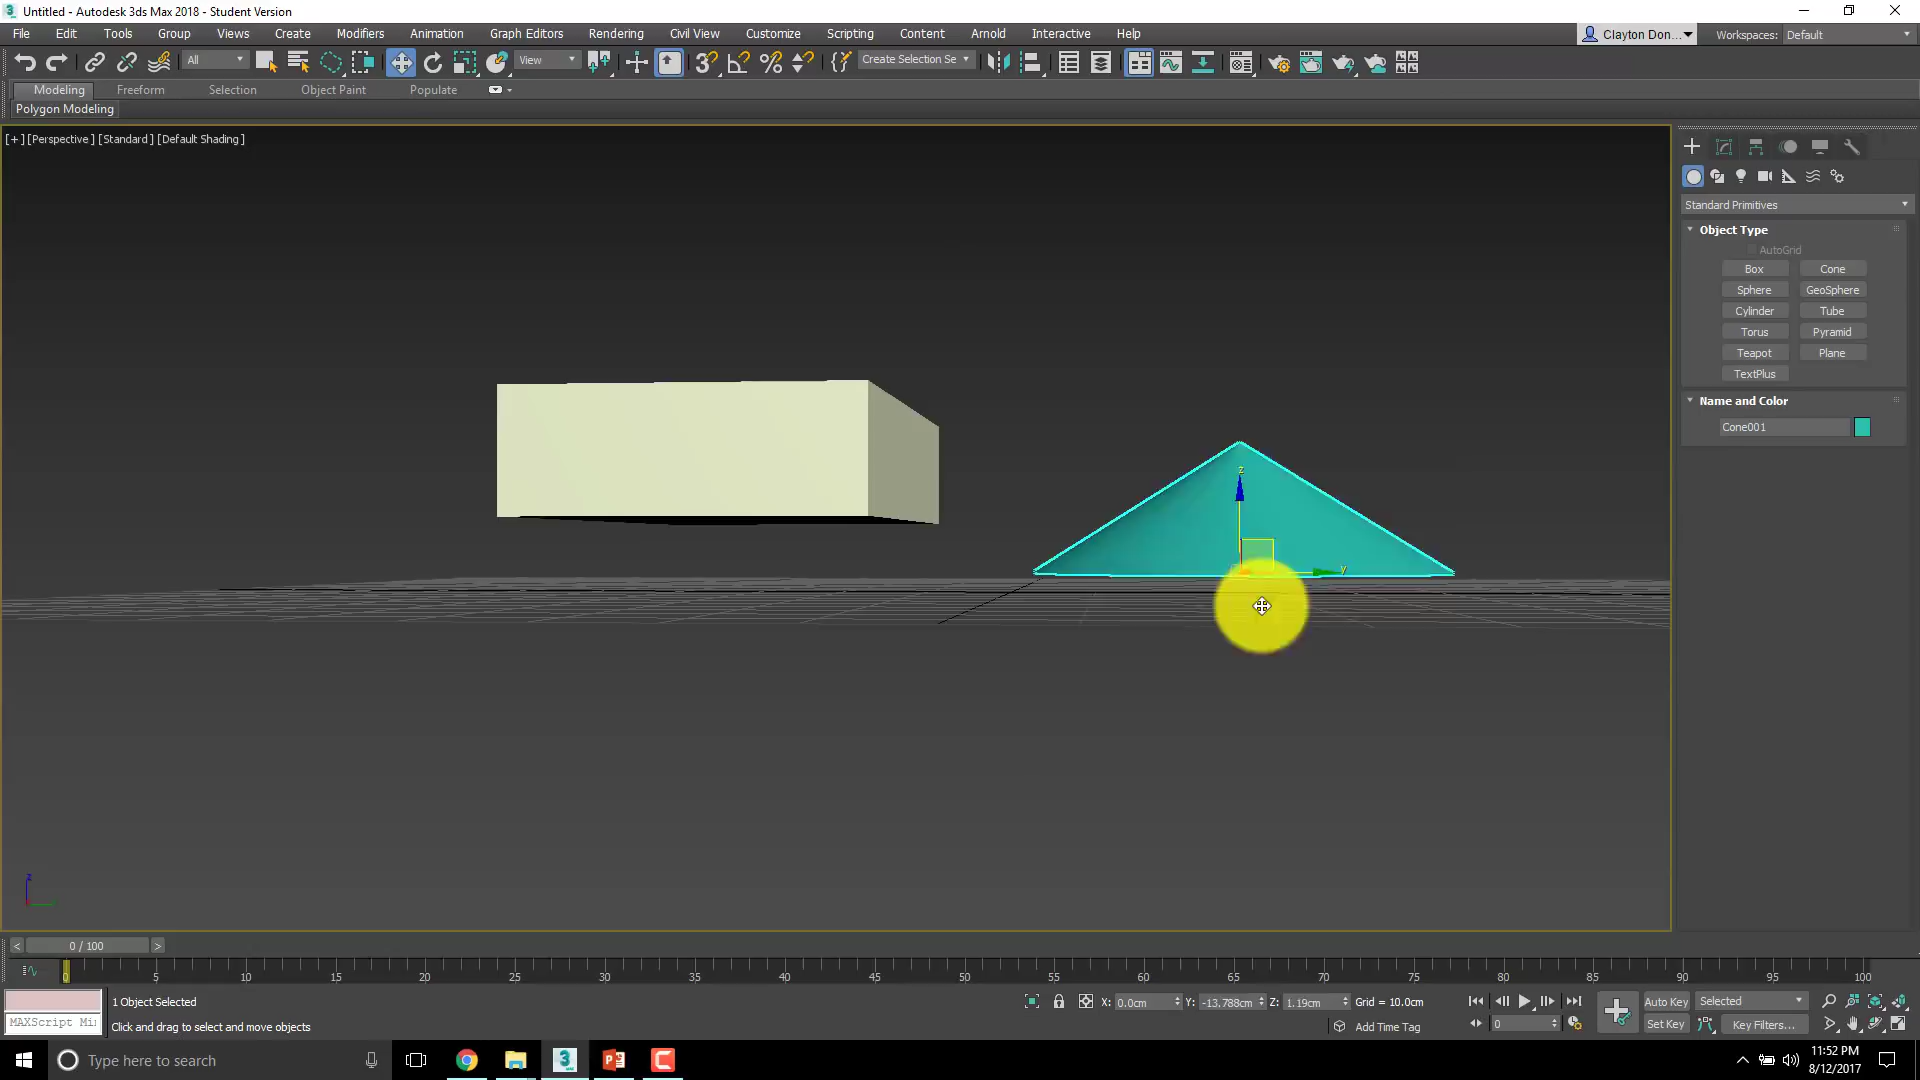 3 Untitled - Autodesk 3ds Max 2018 - Student Version
File Edit Tools Group Views Create Modifiers Animation Graph Editors Rendering Civil View Customize Scripting Content Arnold Interactive Help
Clayton Don... Workspaces: Default
All View Create Selection Se
Modeling Freeform Selection Object Paint Populate
Polygon Modeling
[+] [Perspective ] [Standard ] [Default Shading ]
Standard Primitives
Object Type
AutoGrid
Box Cone
Sphere GeoSphere
Cylinder Tube
Torus Pyramid
Teapot Plane
TextPlus
Name and Color
Cone001
z
y
z
< 0 / 100 >
0 5 10 15 20 25 30 35 40 45 50 55 60 65 70 75 80 85 90 95 100
1 Object Selected X: 0.0cm Y: -13.788cm Z: 1.19cm Grid = 10.0cm Auto Key Selected
MAXScript Mi Click and drag to select and move objects Add Time Tag 0 Set Key Key Filters...
Type here to search
3
11:52 PM
8/12/2017